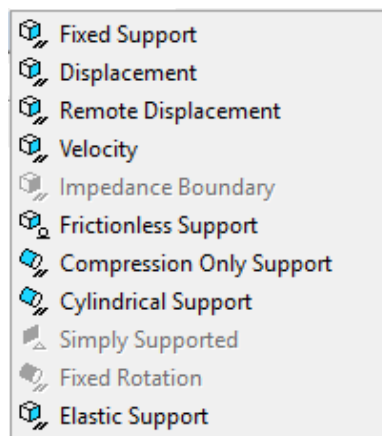 Fixed Support
Displacement
Remote Displacement
Velocity
Impedance Boundary
Frictionless Support
Compression Only Support
Cylindrical Support
Simply Supported
Fixed Rotation
Elastic Support